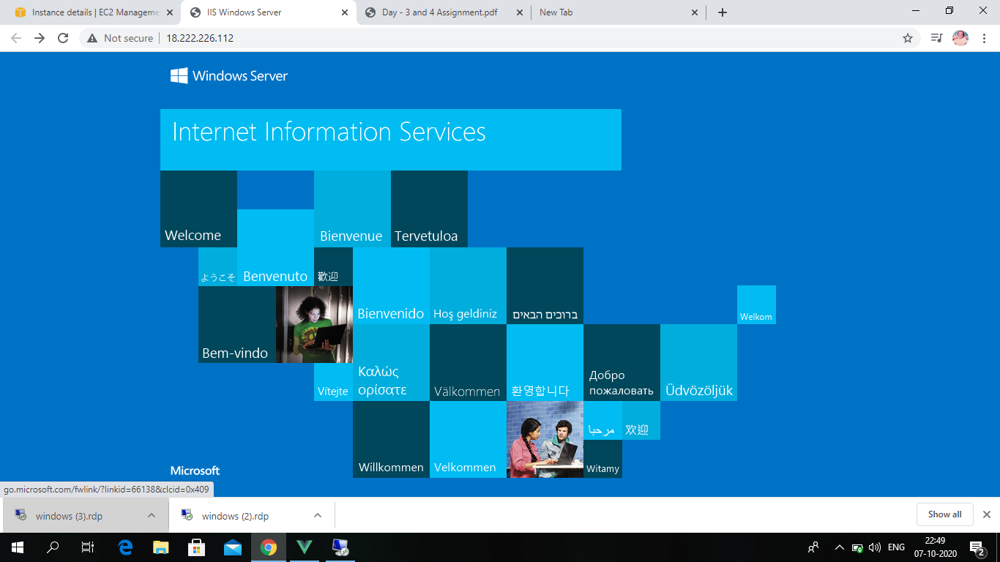 Instance details | EC2 Manageme
IIS Windows Server
Day - 3 and 4 Assignment.pdf
New Tab
Not secure
18.222.226.112
Windows Server
Internet Information Services
Welcome
Bienvenue
Tervetuloa
ようこそ
Benvenuto
歡迎
Bienvenido
Hoş geldiniz
ברוכים הבאים
Welkom
Bem-vindo
Vítejte
Καλώς
ορίσατε
Välkommen
환영합니다
Добро
пожаловать
Üdvözöljük
Willkommen
Velkommen
مرحبا
欢迎
Witamy
Microsoft
go.microsoft.com/fwlink/?linkid=66138&clcid=0x409
windows (3).rdp
windows (2).rdp
Show all
ENG
22:49
07-10-2020
2